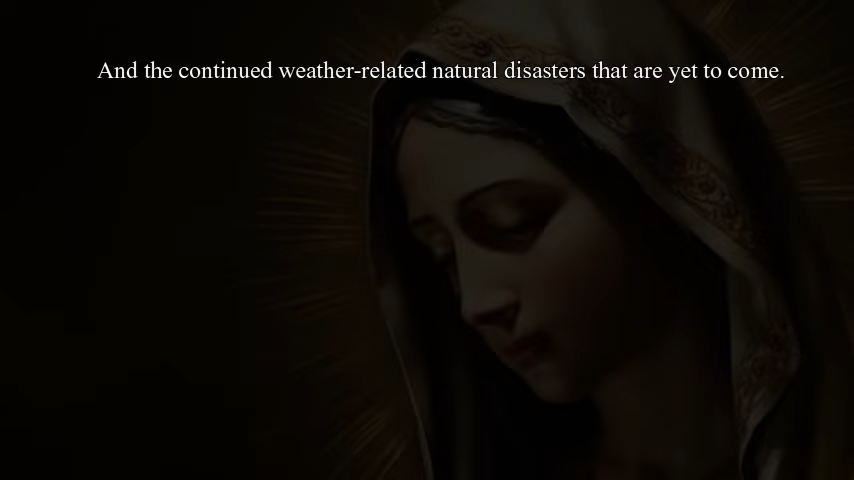 And the continued weather-related natural disasters that are yet to come.